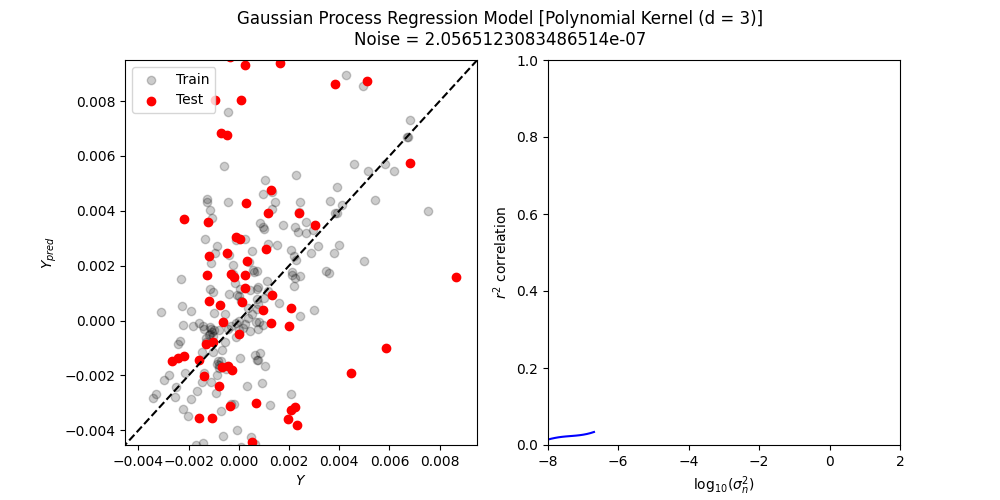 Gaussian Process Regression Model [Polynomial Kernel (d = 3)]
Noise = 2.0565123083486514e-07
Train
Test
0.008
0.006
0.004
0.002
0.000
−0.002
−0.004
Y_pred
−0.004 −0.002 0.000 0.002 0.004 0.006 0.008
Y
1.0
0.8
0.6
0.4
0.2
0.0
r² correlation
−8 −6 −4 −2 0 2
log₁₀(σₙ²)